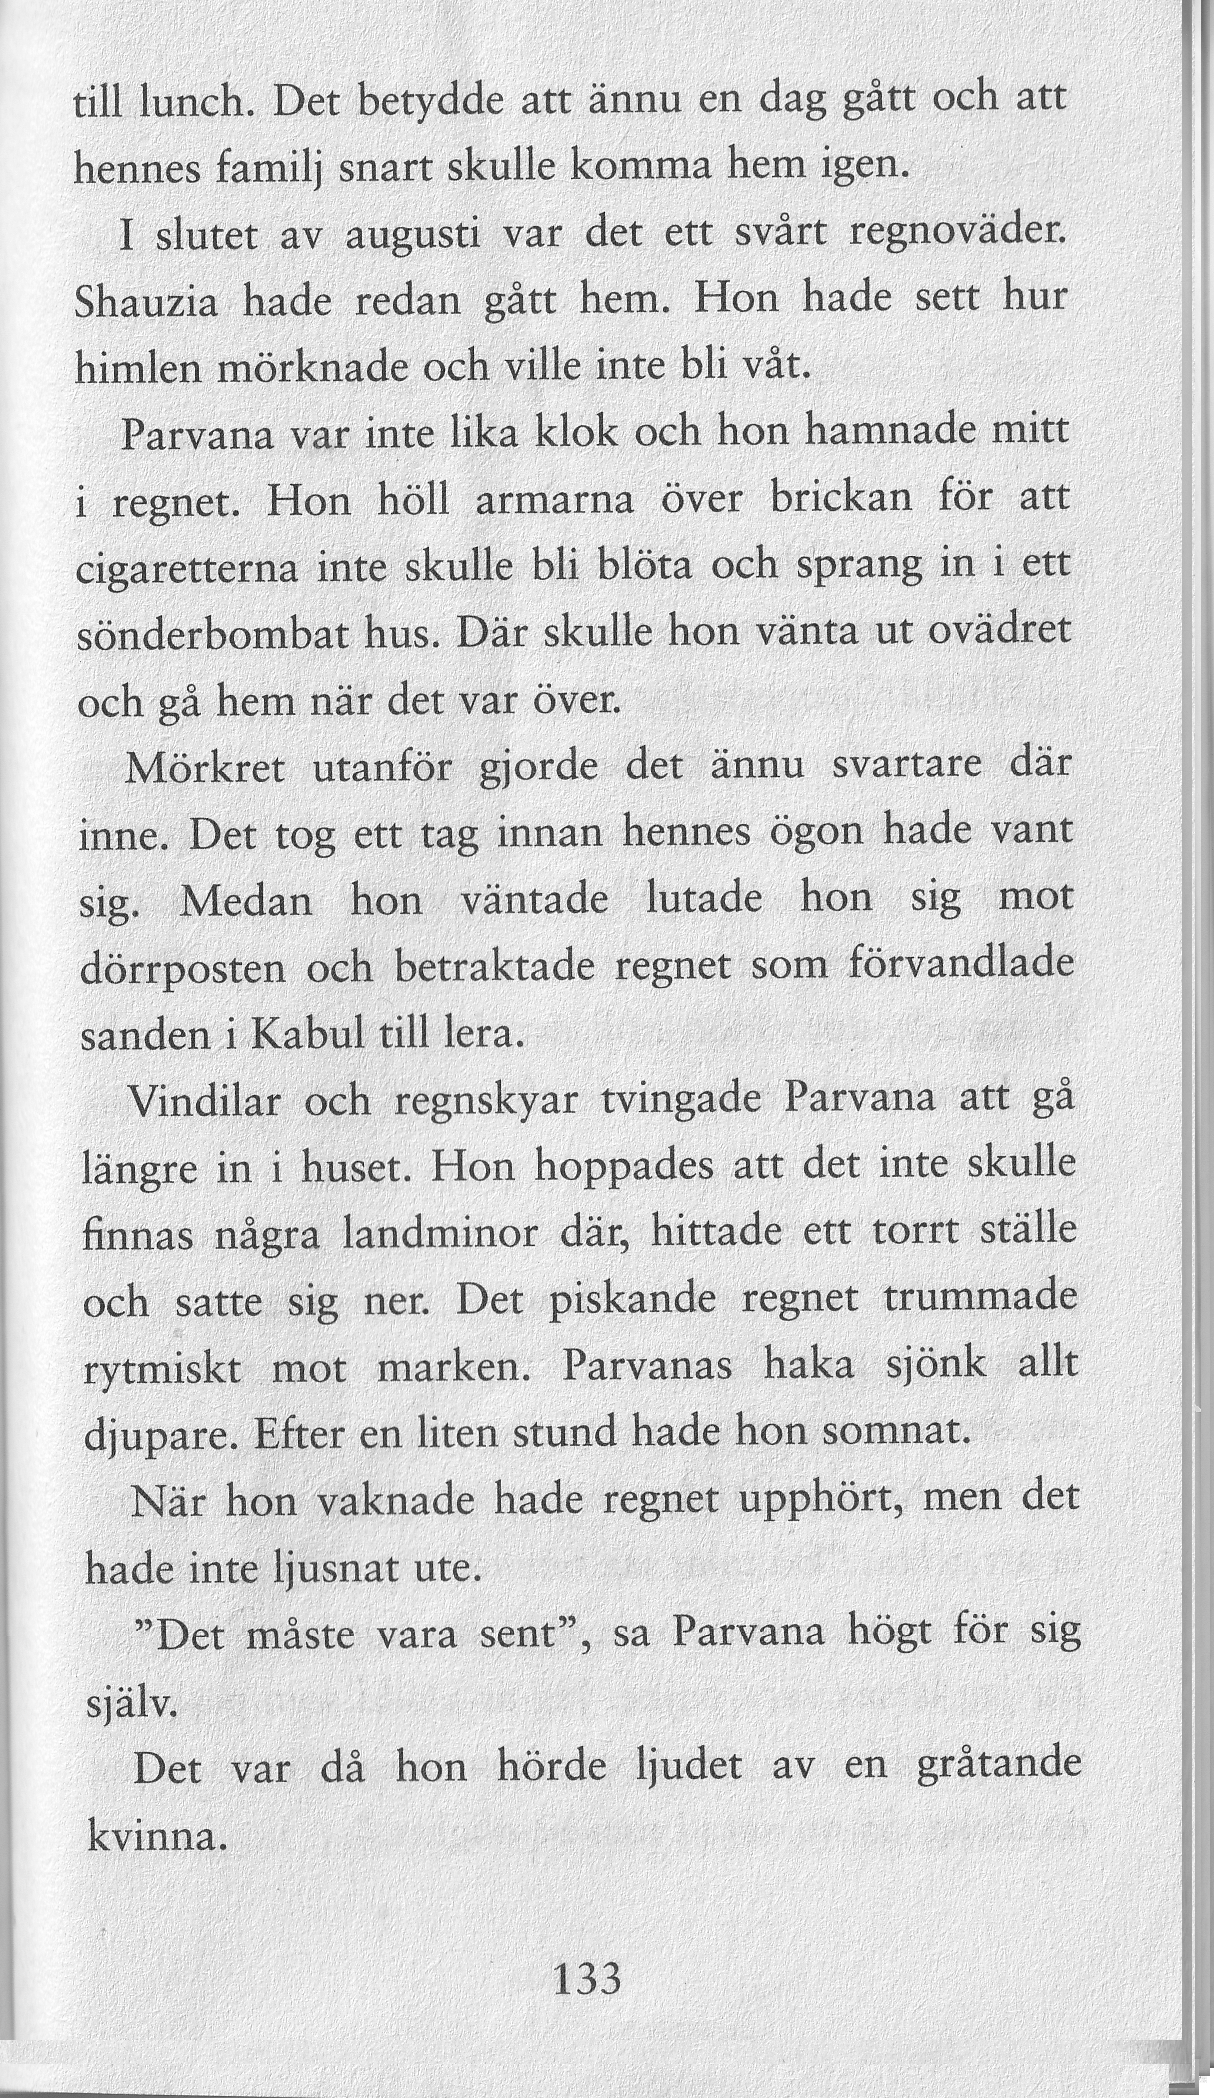 till lunch. Det betydde att ännu en dag gått och att
hennes familj snart skulle komma hem igen.
I slutet av augusti var det ett svårt regnoväder.
Shauzia hade redan gått hem. Hon hade sett hur
himlen mörknade och ville inte bli våt.
Parvana var inte lika klok och hon hamnade mitt
i regnet. Hon höll armarna över brickan för att
cigaretterna inte skulle bli blöta och sprang in i ett
sönderbombat hus. Där skulle hon vänta ut ovädret
och gå hem när det var över.
Mörkret utanför gjorde det ännu svartare där
inne. Det tog ett tag innan hennes ögon hade vant
sig. Medan hon väntade lutade hon sig mot
dörrposten och betraktade regnet som förvandlade
sanden i Kabul till lera.
Vindilar och regnskyar tvingade Parvana att gå
längre in i huset. Hon hoppades att det inte skulle
finnas några landminor där, hittade ett torrt ställe
och satte sig ner. Det piskande regnet trummade
rytmiskt mot marken. Parvanas haka sjönk allt
djupare. Efter en liten stund hade hon somnat.
När hon vaknade hade regnet upphört, men det
hade inte ljusnat ute.
”Det måste vara sent”, sa Parvana högt för sig
själv.
Det var då hon hörde ljudet av en gråtande
kvinna.
133